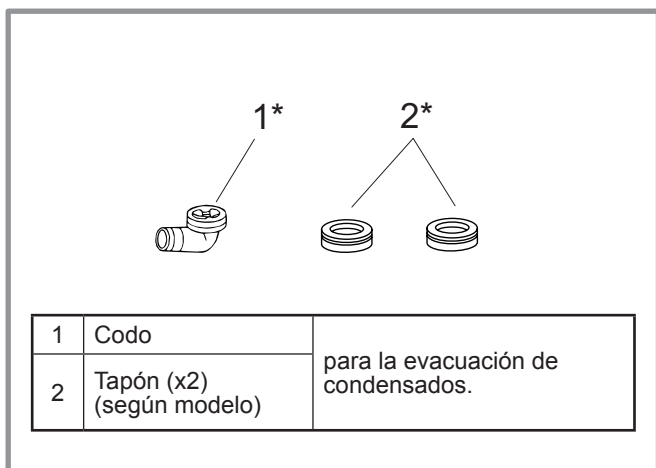 1*
2*
1
Codo
2
Tapón (x2)
(según modelo)
para la evacuación de
condensados.